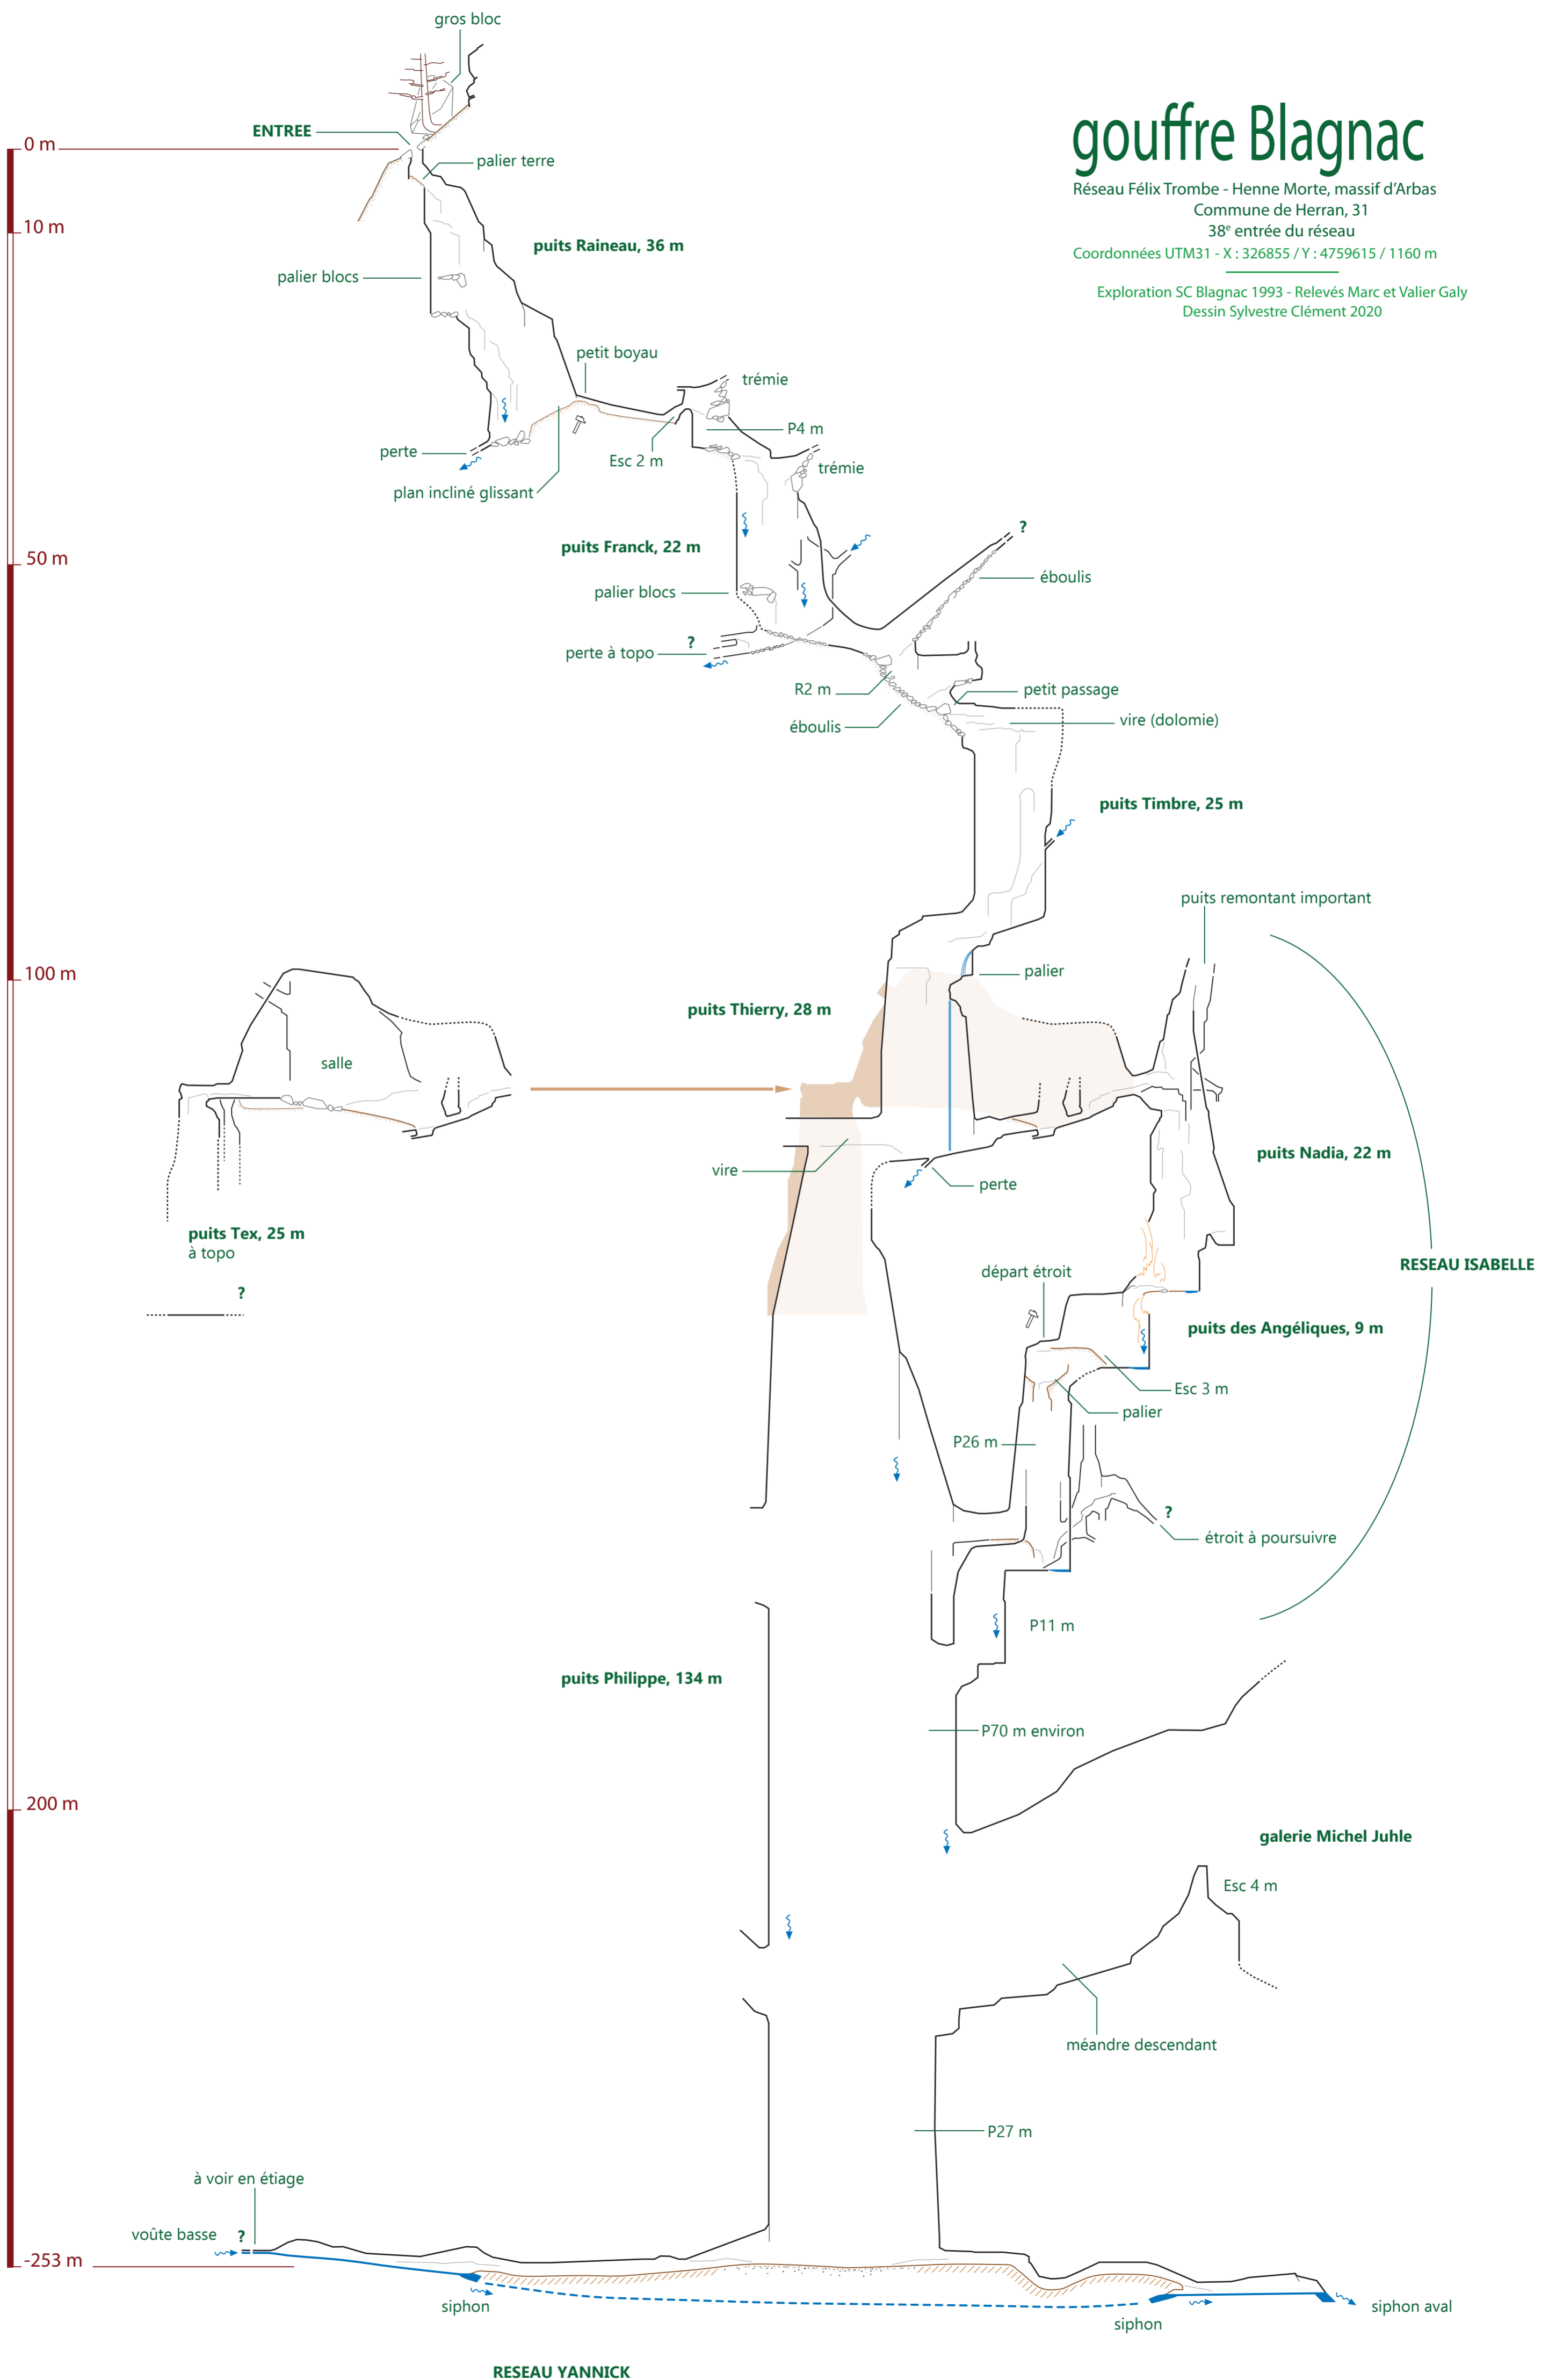 gros bloc
ENTREE
0 m
palier terre
10 m
puits Raineau, 36 m
palier blocs
gouffre Blagnac
Réseau Félix Trombe - Henne Morte, massif d'Arbas
Commune de Herran, 31
38e entrée du réseau
Coordonnées UTM31 - X : 326855 / Y : 4759615 / 1160 m
Exploration SC Blagnac 1993 - Relevés Marc et Valier Galy
Dessin Sylvestre Clément 2020
petit boyau
trémie
P4 m
perte
Esc 2 m
trémie
plan incliné glissant
puits Franck, 22 m
?
50 m
éboulis
palier blocs
?
perte à topo
R2 m
petit passage
éboulis
vire (dolomie)
puits Timbre, 25 m
puits remontant important
100 m
palier
puits Thierry, 28 m
salle
vire
perte
puits Nadia, 22 m
puits Tex, 25 m
à topo
?
départ étroit
RESEAU ISABELLE
puits des Angéliques, 9 m
Esc 3 m
palier
P26 m
?
étroit à poursuivre
P11 m
puits Philippe, 134 m
P70 m environ
200 m
galerie Michel Juhle
Esc 4 m
méandre descendant
P27 m
à voir en étiage
voûte basse
?
-253 m
siphon
siphon
siphon aval
RESEAU YANNICK